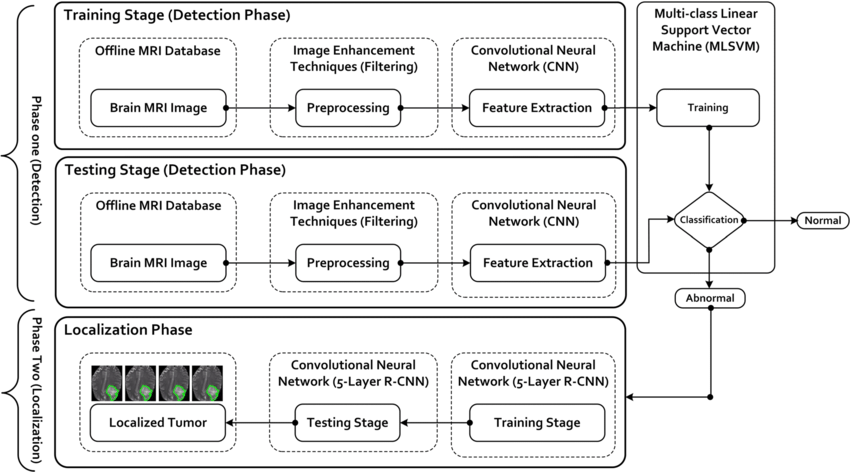 Phase one (Detection)
Training Stage (Detection Phase)
Offline MRI Database
Brain MRI Image
Image Enhancement
Techniques (Filtering)
Preprocessing
Convolutional Neural
Network (CNN)
Feature Extraction
Multi-class Linear
Support Vector
Machine (MLSVM)
Training
Classification
Normal
Abnormal
Testing Stage (Detection Phase)
Offline MRI Database
Brain MRI Image
Image Enhancement
Techniques (Filtering)
Preprocessing
Convolutional Neural
Network (CNN)
Feature Extraction
Phase Two (Localization)
Localization Phase
Localized Tumor
Convolutional Neural
Network (5-Layer R-CNN)
Testing Stage
Convolutional Neural
Network (5-Layer R-CNN)
Training Stage